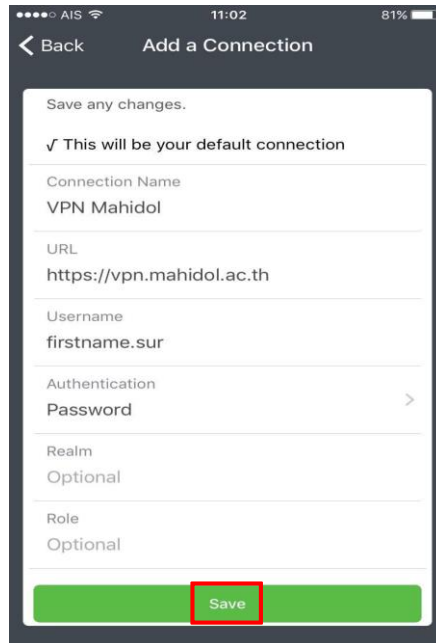 AIS 11:02 81%
Back Add a Connection
Save any changes.
√ This will be your default connection
Connection Name
VPN Mahidol
URL
https://vpn.mahidol.ac.th
Username
firstname.sur
Authentication
Password
Realm
Optional
Role
Optional
Save